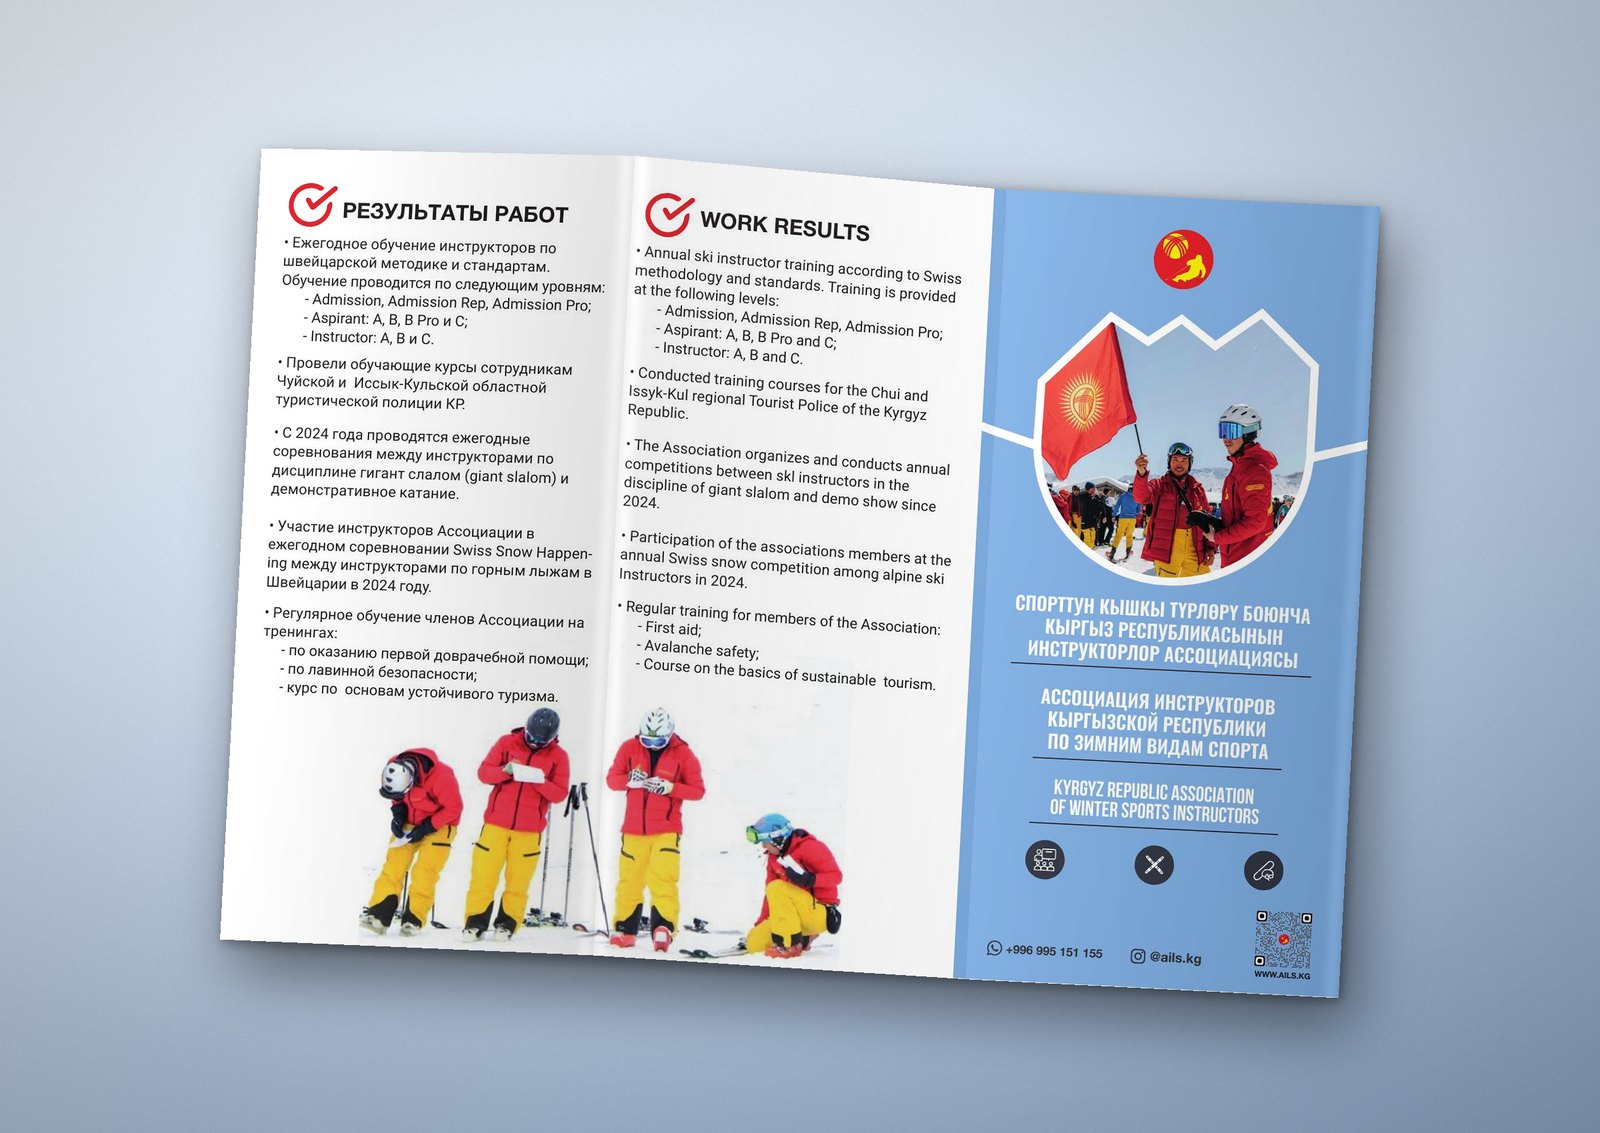 РЕЗУЛЬТАТЫ РАБОТ
• Ежегодное обучение инструкторов по
швейцарской методике и стандартам.
Обучение проводится по следующим уровням:
- Admission, Admission Rep, Admission Pro;
- Aspirant: A, B, B Pro и C;
- Instructor: A, B и C.
• Провели обучающие курсы сотрудникам
Чуйской и Иссык-Кульской областной
туристической полиции КР.
• С 2024 года проводятся ежегодные
соревнования между инструкторами по
дисциплине гигант слалом (giant slalom) и
демонстративное катание.
• Участие инструкторов Ассоциации в
ежегодном соревновании Swiss Snow Happen-
ing между инструкторами по горным лыжам в
Швейцарии в 2024 году.
• Регулярное обучение членов Ассоциации на
тренингах:
- по оказанию первой доврачебной помощи;
- по лавинной безопасности;
- курс по основам устойчивого туризма.
WORK RESULTS
• Annual ski instructor training according to Swiss
methodology and standards. Training is provided
at the following levels:
- Admission, Admission Rep, Admission Pro;
- Aspirant: A, B, B Pro and C;
- Instructor: A, B and C.
• Conducted training courses for the Chui and
Issyk-Kul regional Tourist Police of the Kyrgyz
Republic.
• The Association organizes and conducts annual
competitions between skl instructors in the
discipline of giant slalom and demo show since
2024.
• Participation of the associations members at the
annual Swiss snow competition among alpine ski
Instructors in 2024.
• Regular training for members of the Association:
- First aid;
- Avalanche safety;
- Course on the basics of sustainable tourism.
СПОРТТУН КЫШКЫ ТҮРЛӨРҮ БОЮНЧА
КЫРГЫЗ РЕСПУБЛИКАСЫНЫН
ИНСТРУКТОРЛОР АССОЦИАЦИЯСЫ
АССОЦИАЦИЯ ИНСТРУКТОРОВ
КЫРГЫЗСКОЙ РЕСПУБЛИКИ
ПО ЗИМНИМ ВИДАМ СПОРТА
KYRGYZ REPUBLIC ASSOCIATION
OF WINTER SPORTS INSTRUCTORS
+996 995 151 155
@ails.kg
WWW.AILS.KG